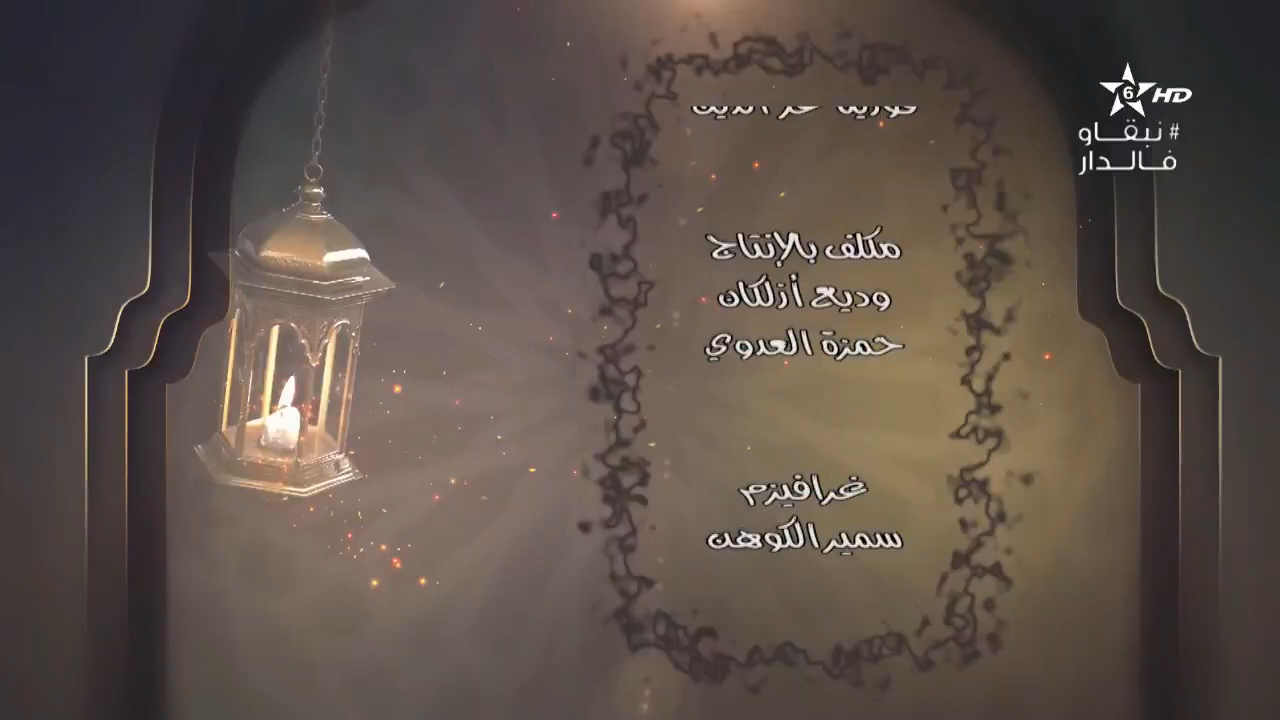 6 HD
#نبقاو
فالدار
مكلف بالإنتاج
وديع أزلكان
حمزة العدوي
غرافيزم
سمير الكوهن